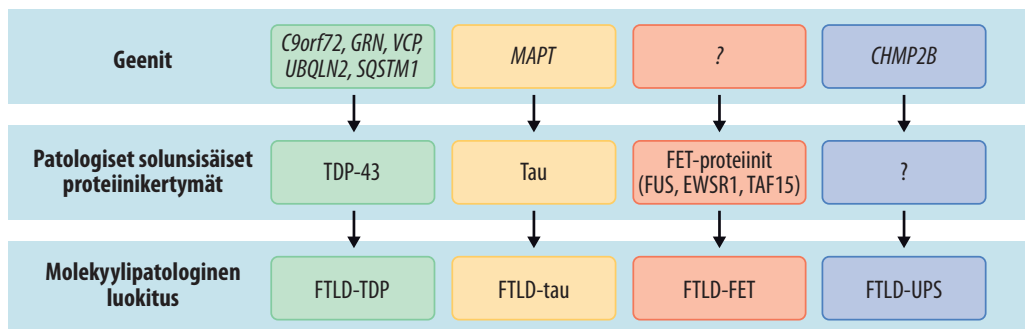 Geenit
C9orf72, GRN, VCP,
UBQLN2, SQSTM1
MAPT
?
CHMP2B
Patologiset solunsisäiset
proteiinikertymät
TDP-43
Tau
FET-proteiinit
(FUS, EWSR1, TAF15)
?
Molekyylipatologinen
luokitus
FTLD-TDP
FTLD-tau
FTLD-FET
FTLD-UPS